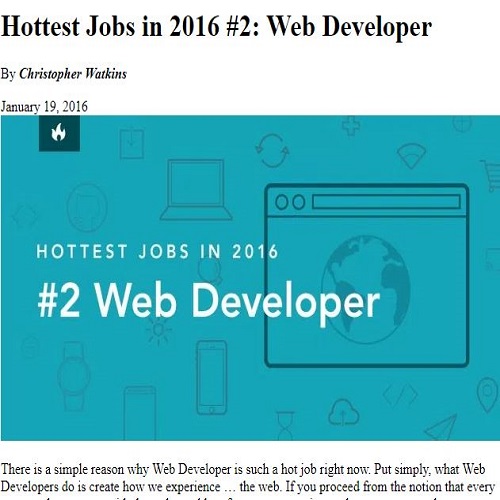 Hottest Jobs in 2016 #2: Web Developer
By Christopher Watkins
January 19, 2016
HOTTEST JOBS IN 2016
#2 Web Developer
There is a simple reason why Web Developer is such a hot job right now. Put simply, what Web
Developers do is create how we experience … the web. If you proceed from the notion that every